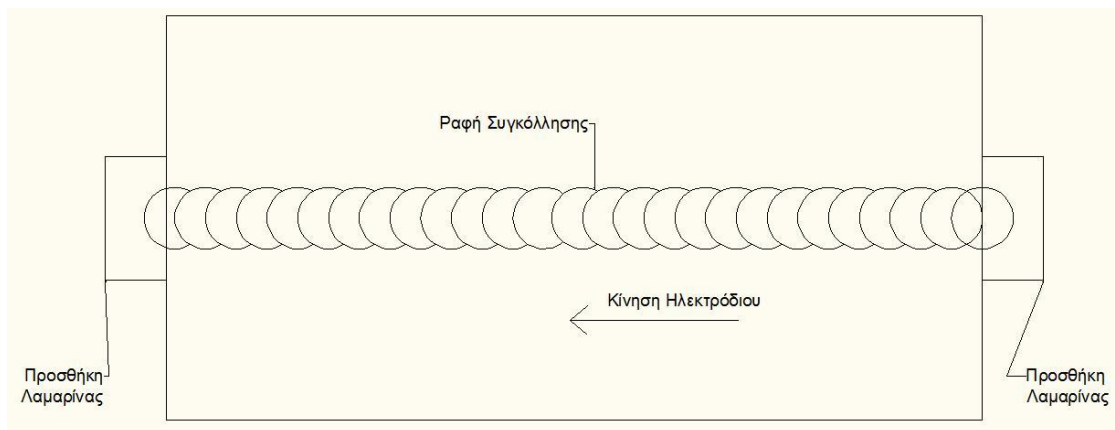 Ραφή Συγκόλλησης
Κίνηση Ηλεκτρόδιου
Προσθήκη
Λαμαρίνας
Προσθήκη
Λαμαρίνας